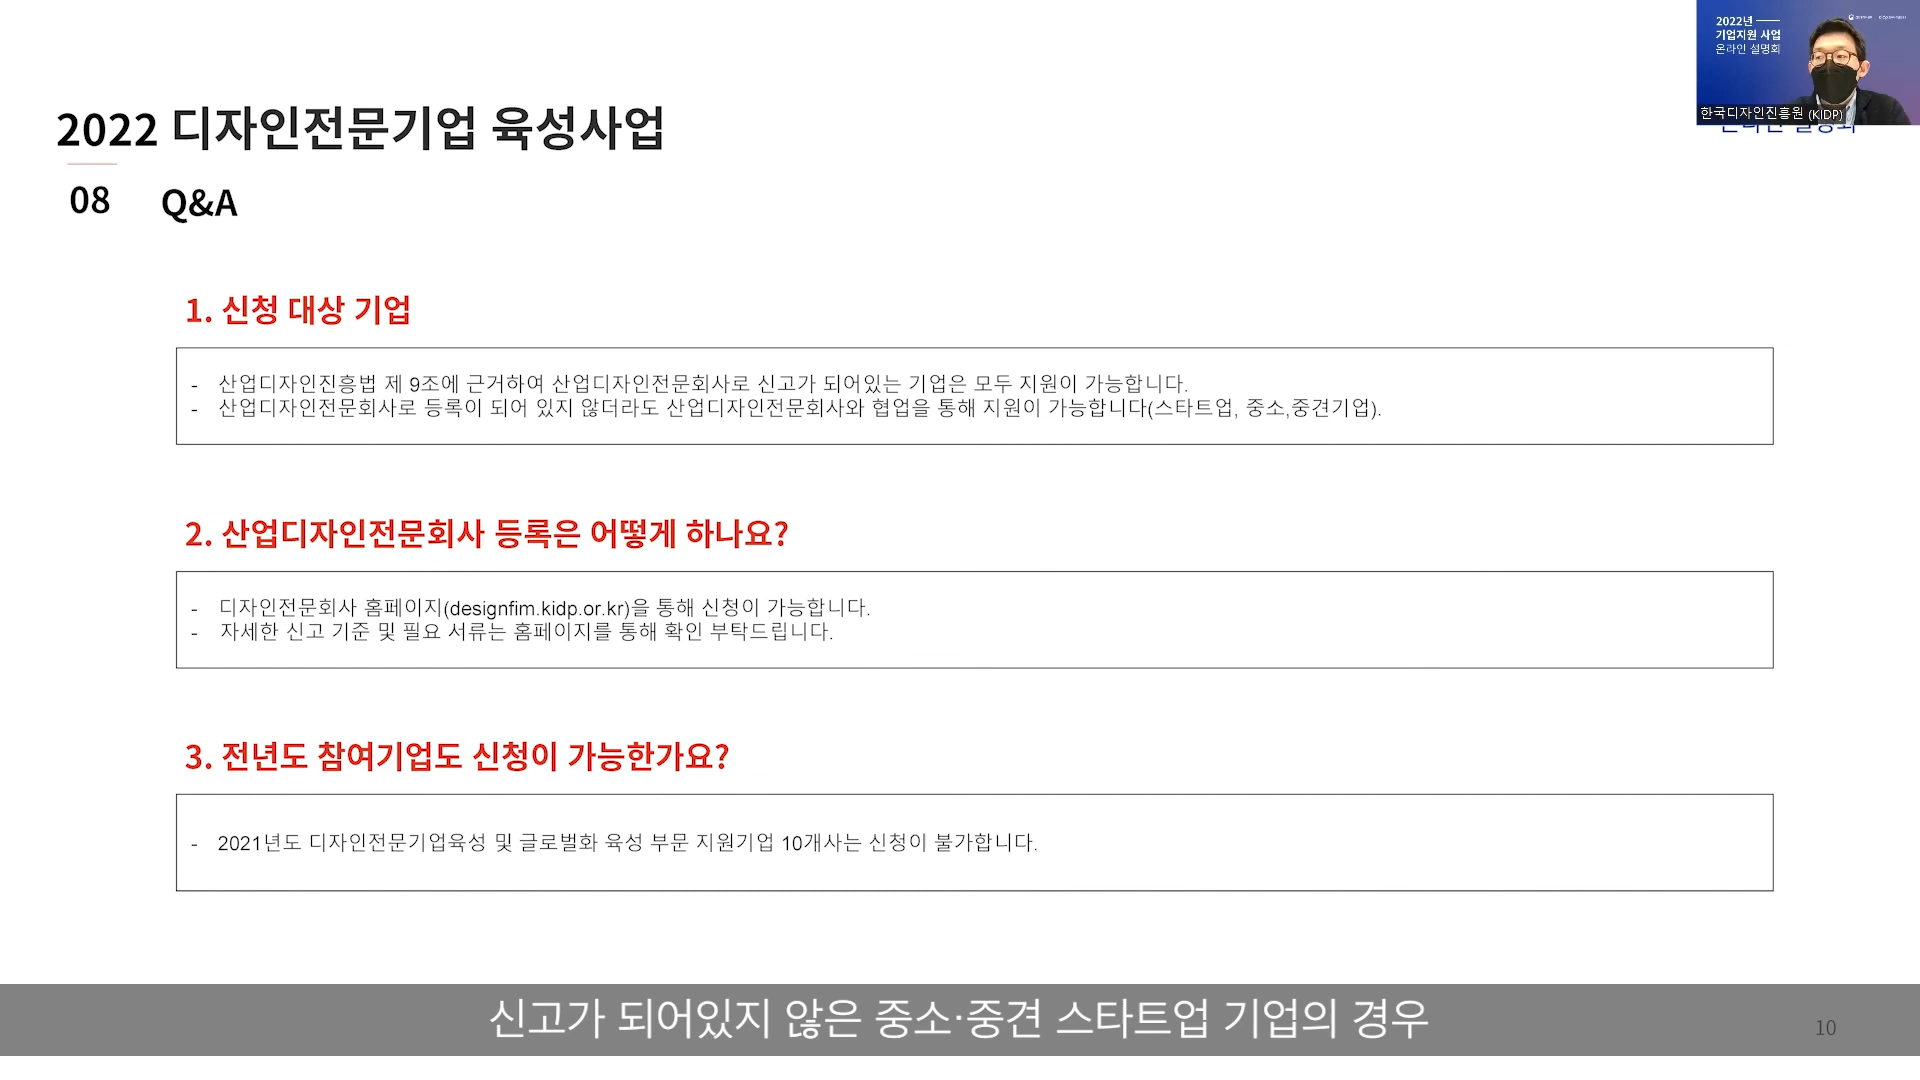 2022년
기업지원 사업
온라인 설명회
한국디자인진흥원 (KIDP)
2022 디자인전문기업 육성사업
08 Q&A
1. 신청 대상 기업
- 산업디자인진흥법 제 9조에 근거하여 산업디자인전문회사로 신고가 되어있는 기업은 모두 지원이 가능합니다.
- 산업디자인전문회사로 등록이 되어 있지 않더라도 산업디자인전문회사와 협업을 통해 지원이 가능합니다(스타트업, 중소,중견기업).
2. 산업디자인전문회사 등록은 어떻게 하나요?
- 디자인전문회사 홈페이지(designfim.kidp.or.kr)을 통해 신청이 가능합니다.
- 자세한 신고 기준 및 필요 서류는 홈페이지를 통해 확인 부탁드립니다.
3. 전년도 참여기업도 신청이 가능한가요?
- 2021년도 디자인전문기업육성 및 글로벌화 육성 부문 지원기업 10개사는 신청이 불가합니다.
신고가 되어있지 않은 중소·중견 스타트업 기업의 경우
10